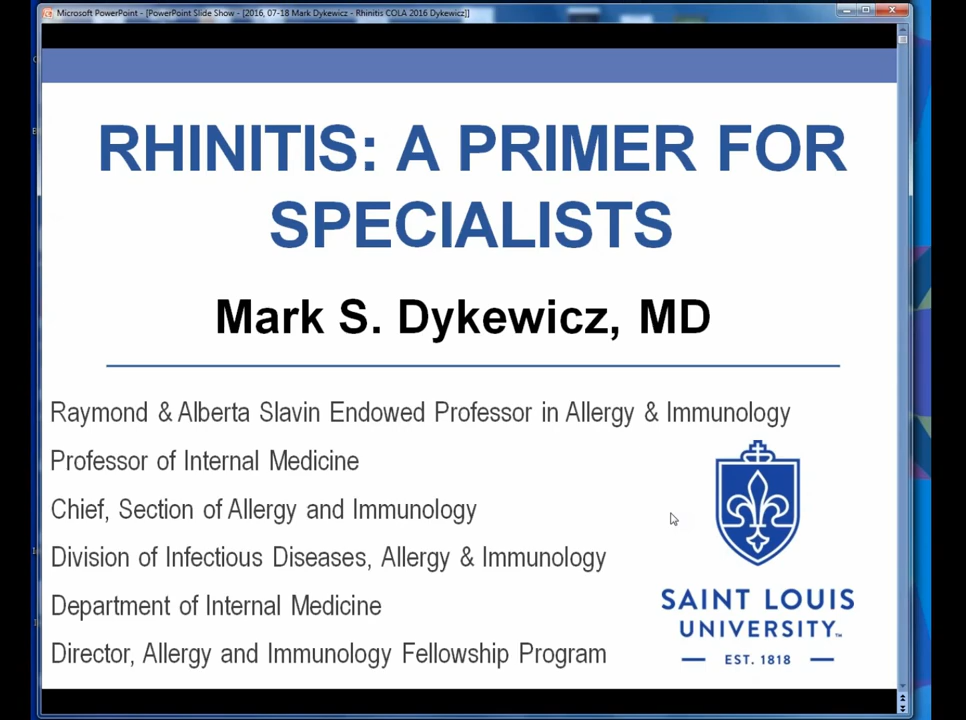 Microsoft PowerPoint - [PowerPoint Slide Show - [2016, 07-18 Mark Dykewicz - Rhinitis COLA 2016 Dykewicz]]
RHINITIS: A PRIMER FOR
SPECIALISTS
Mark S. Dykewicz, MD
Raymond & Alberta Slavin Endowed Professor in Allergy & Immunology
Professor of Internal Medicine
Chief, Section of Allergy and Immunology
Division of Infectious Diseases, Allergy & Immunology
Department of Internal Medicine
Director, Allergy and Immunology Fellowship Program
SAINT LOUIS
UNIVERSITY™
EST. 1818